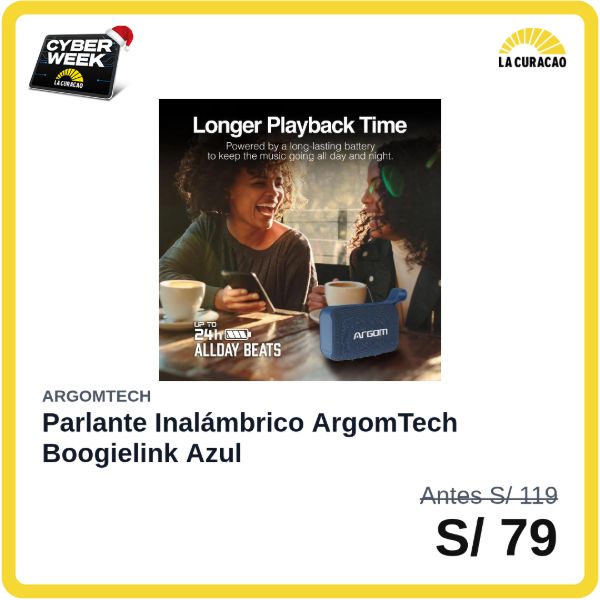 CYBER
WEEK
LA CURACAO
LA CURACAO
Longer Playback Time
Powered by a long-lasting battery
to keep the music going all day and night.
UP TO
24h
ALLDAY BEATS
ARGOM
ARGOMTECH
Parlante Inalámbrico ArgomTech
Boogielink Azul
Antes S/ 119
S/ 79